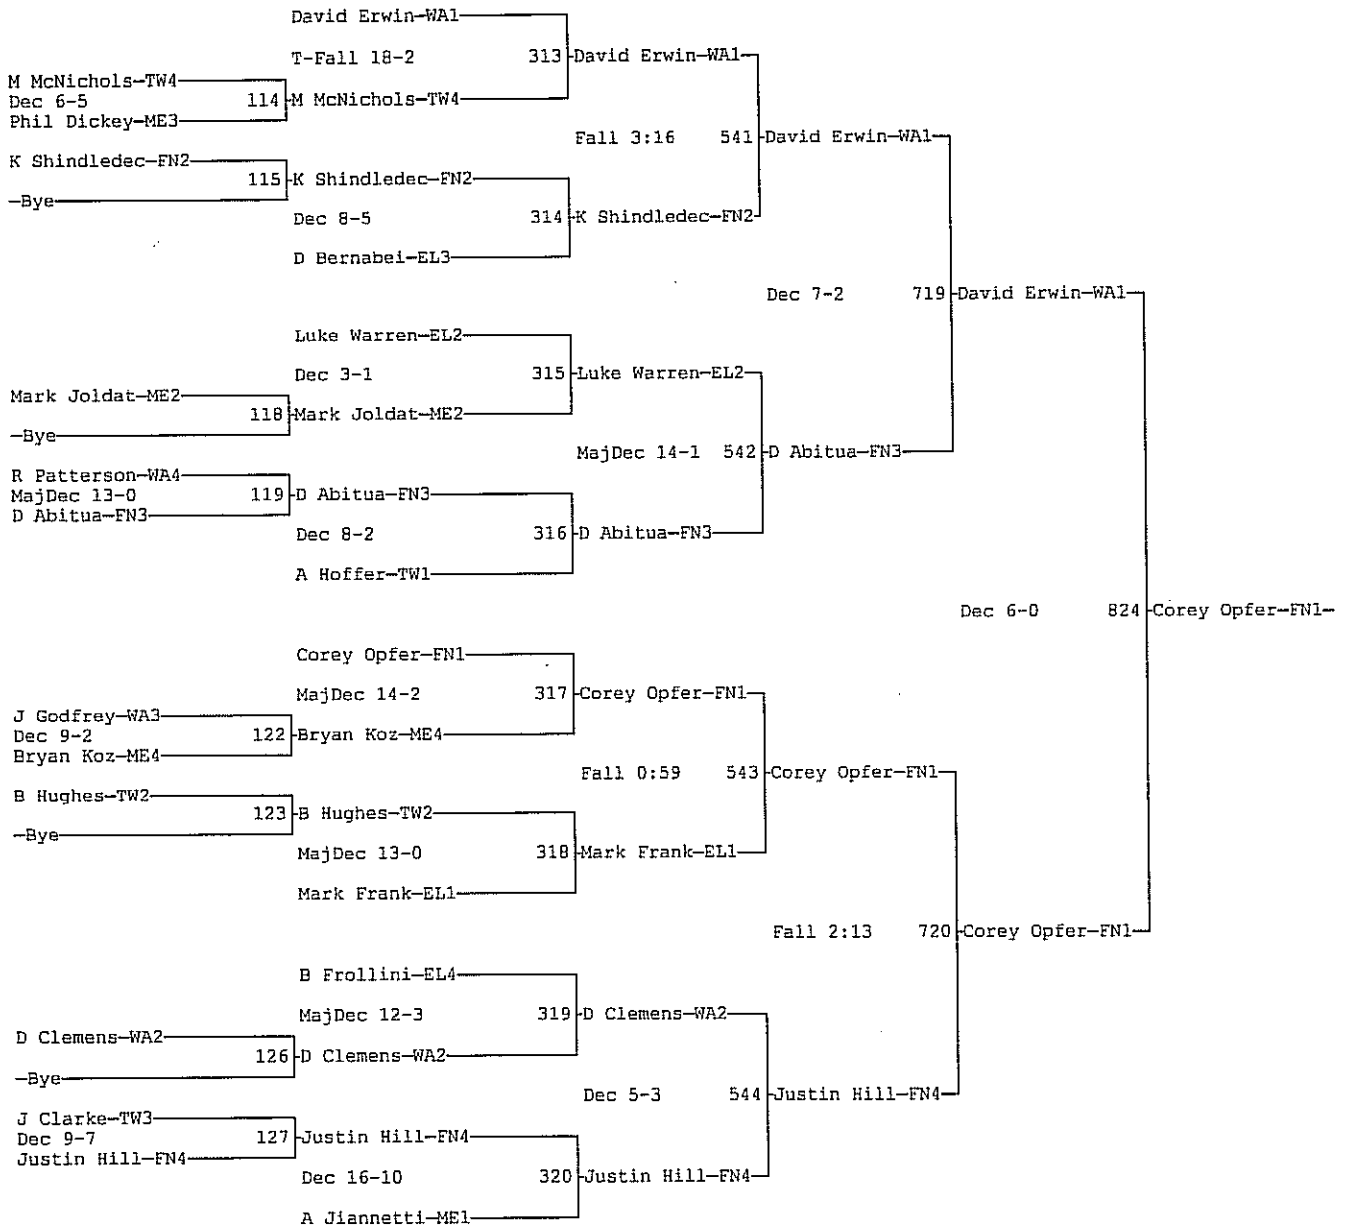 David Erwin-WA1
T-Fall 18-2
313 David Erwin-WA1
M McNichols-TW4
Dec 6-5
114 M McNichols-TW4
Phil Dickey-ME3
Fall 3:16
541 David Erwin-WA1
K Shindledec-FN2
115 K Shindledec-FN2
-Bye
Dec 8-5
314 K Shindledec-FN2
D Bernabei-EL3
Dec 7-2
719 David Erwin-WA1
Luke Warren-EL2
Dec 3-1
315 Luke Warren-EL2
Mark Joldat-ME2
118 Mark Joldat-ME2
-Bye
MajDec 14-1
542 D Abitua-FN3
R Patterson-WA4
MajDec 13-0
119 D Abitua-FN3
D Abitua-FN3
Dec 8-2
316 D Abitua-FN3
A Hoffer-TW1
Dec 6-0
824 Corey Opfer-FN1-
Corey Opfer-FN1
MajDec 14-2
317 Corey Opfer-FN1
J Godfrey-WA3
Dec 9-2
122 Bryan Koz-ME4
Bryan Koz-ME4
Fall 0:59
543 Corey Opfer-FN1
B Hughes-TW2
123 B Hughes-TW2
-Bye
MajDec 13-0
318 Mark Frank-EL1
Mark Frank-EL1
Fall 2:13
720 Corey Opfer-FN1
B Frollini-EL4
MajDec 12-3
319 D Clemens-WA2
D Clemens-WA2
126 D Clemens-WA2
-Bye
Dec 5-3
544 Justin Hill-FN4
J Clarke-TW3
Dec 9-7
127 Justin Hill-FN4
Justin Hill-FN4
Dec 16-10
320 Justin Hill-FN4
A Jiannetti-ME1